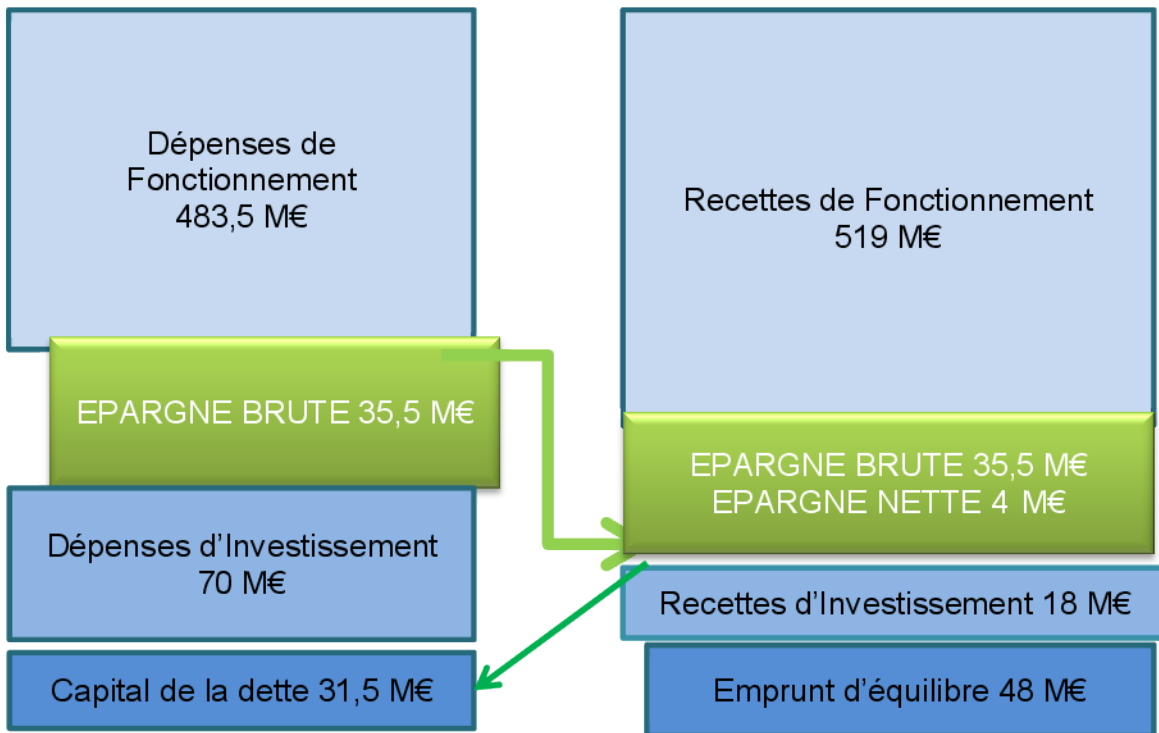 Dépenses de
Fonctionnement
483,5 M€
EPARGNE BRUTE 35,5 M€
Dépenses d’Investissement
70 M€
Capital de la dette 31,5 M€
Recettes de Fonctionnement
519 M€
EPARGNE BRUTE 35,5 M€
EPARGNE NETTE 4 M€
Recettes d’Investissement 18 M€
Emprunt d’équilibre 48 M€